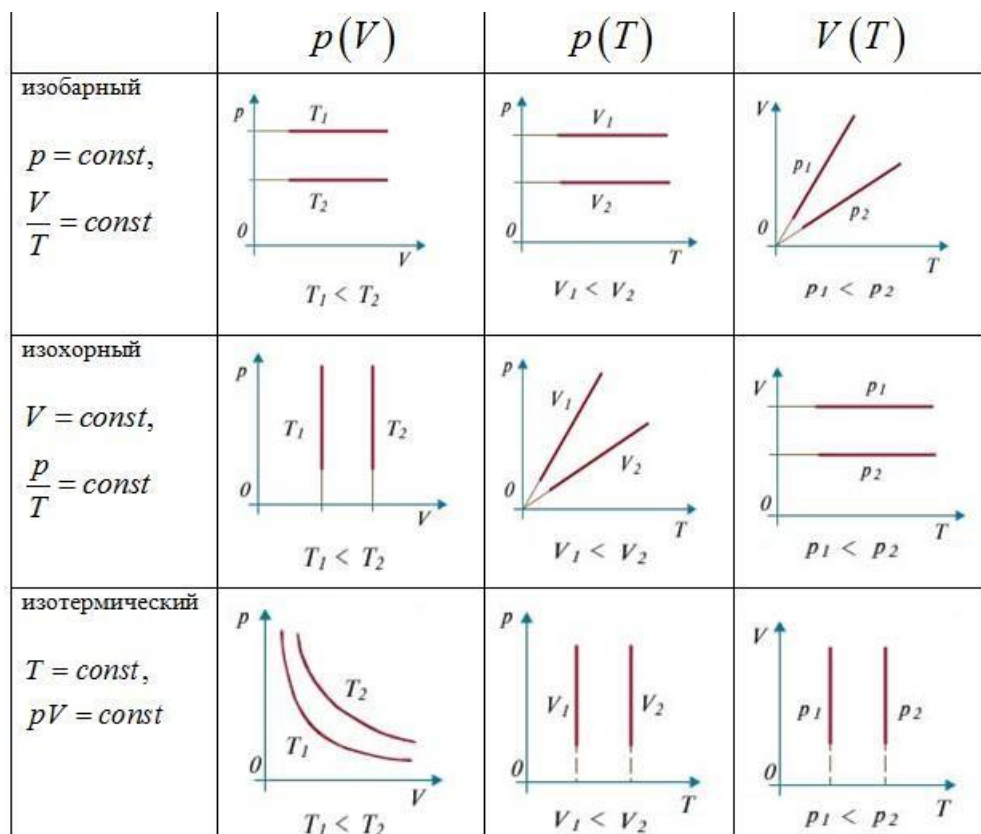 p(V) p(T) V(T)
изобарный
p = const,
V/T = const
p T₁ T₂ 0 V
T₁ < T₂
p V₁ V₂ 0 T
V₁ < V₂
V p₁ p₂ 0 T
p₁ < p₂
изохорный
V = const,
p/T = const
p T₁ T₂ 0 V
T₁ < T₂
p V₁ V₂ 0 T
V₁ < V₂
V p₁ p₂ 0 T
p₁ < p₂
изотермический
T = const,
pV = const
p T₂ T₁ 0 V
T₁ < T₂
p V₁ V₂ 0 T
V₁ < V₂
V p₁ p₂ 0 T
p₁ < p₂